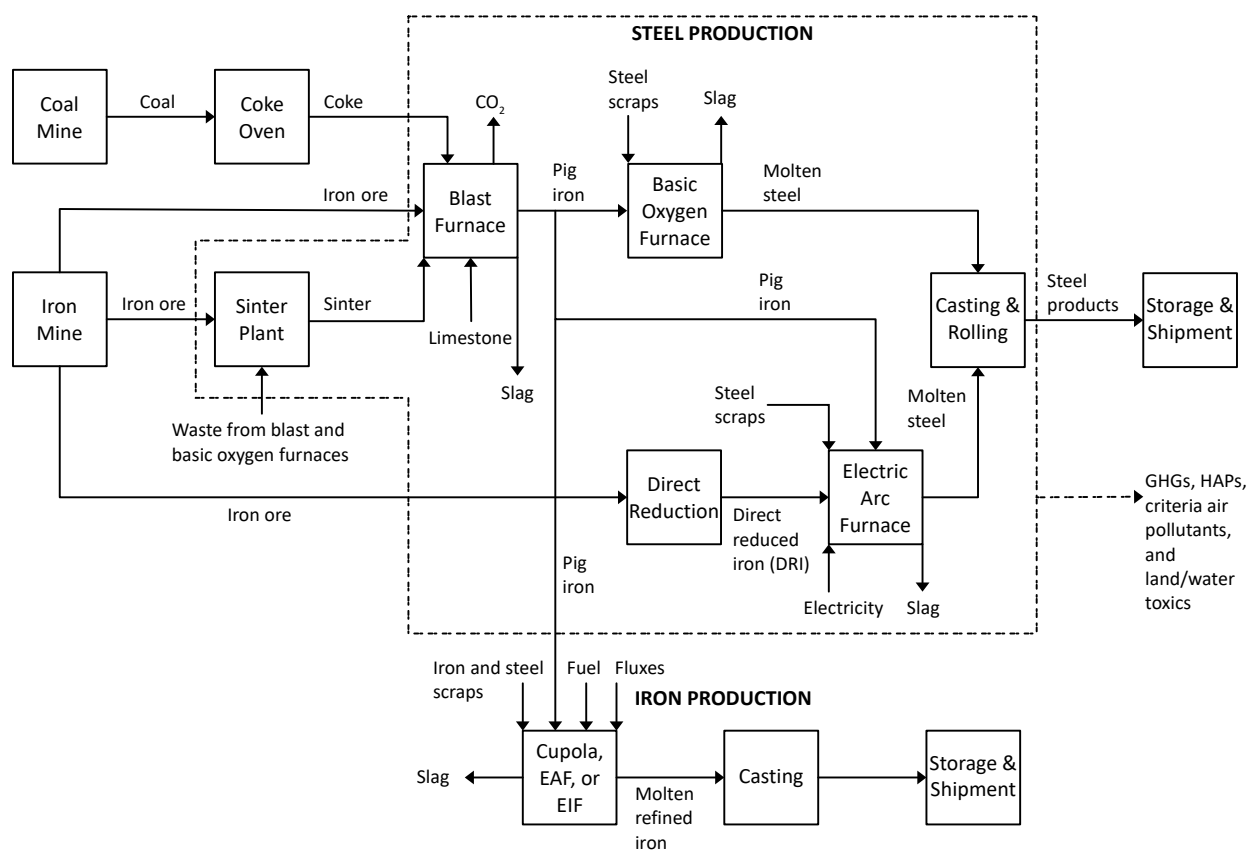 STEEL PRODUCTION
Coal
Mine
Coal
Coke
Oven
Coke
CO2
Steel
scraps
Slag
Iron ore
Blast
Furnace
Pig
iron
Basic
Oxygen
Furnace
Molten
steel
Iron
Mine
Iron ore
Sinter
Plant
Sinter
Limestone
Slag
Pig
iron
Casting &
Rolling
Steel
products
Storage &
Shipment
Waste from blast and
basic oxygen furnaces
Steel
scraps
Molten
steel
Iron ore
Direct
Reduction
Direct
reduced
iron (DRI)
Electric
Arc
Furnace
Electricity
Slag
GHGs, HAPs,
criteria air
pollutants,
and
land/water
toxics
Pig
iron
Iron and steel
scraps
Fuel
Fluxes
IRON PRODUCTION
Slag
Cupola,
EAF, or
EIF
Molten
refined
iron
Casting
Storage &
Shipment